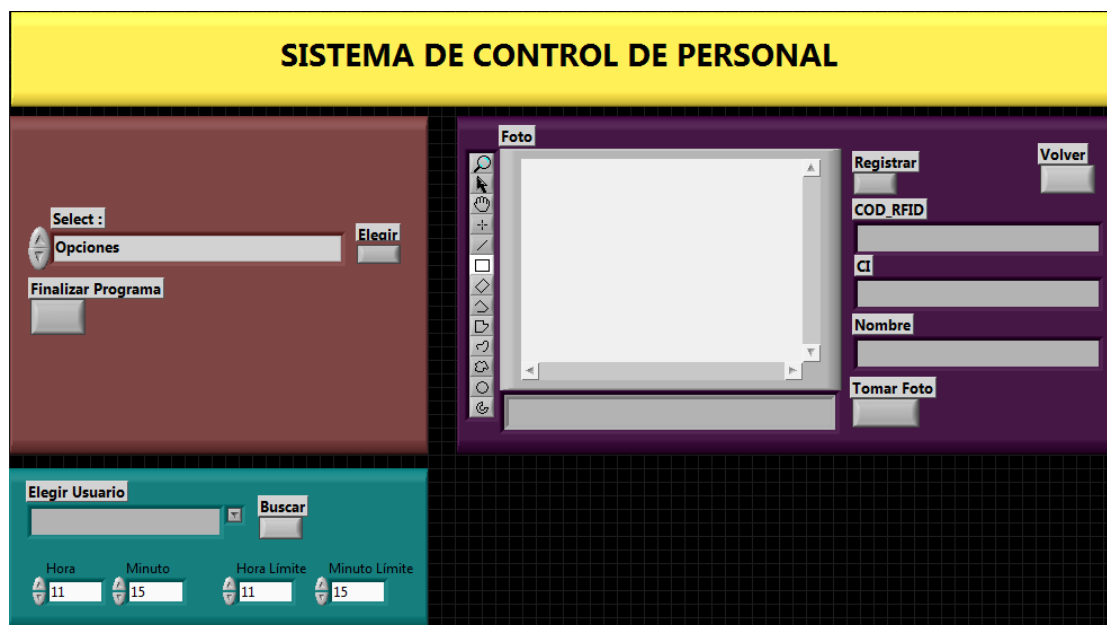 SISTEMA DE CONTROL DE PERSONAL
Select :
Opciones
Elegir
Finalizar Programa
Foto
Registrar
Volver
COD_RFID
CI
Nombre
Tomar Foto
Elegir Usuario
Buscar
Hora Minuto Hora Límite Minuto Límite
11 15 11 15